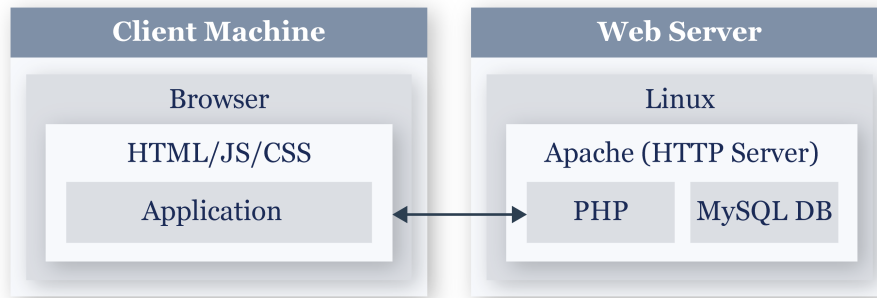 Client Machine
Browser
HTML/JS/CSS
Application
Web Server
Linux
Apache (HTTP Server)
PHP
MySQL DB